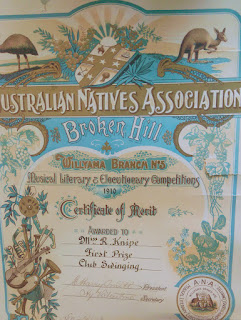 AUSTRALIAN NATIVES ASSOCIATION
Broken Hill
WILLYAMA BRANCH Nº5
Musical Literary & Elocutionary Competitions
1910
Certificate of Merit
AWARDED TO
Miss R. Knipe
First Prize
Club Swinging
President
Secretary
A.N.A.